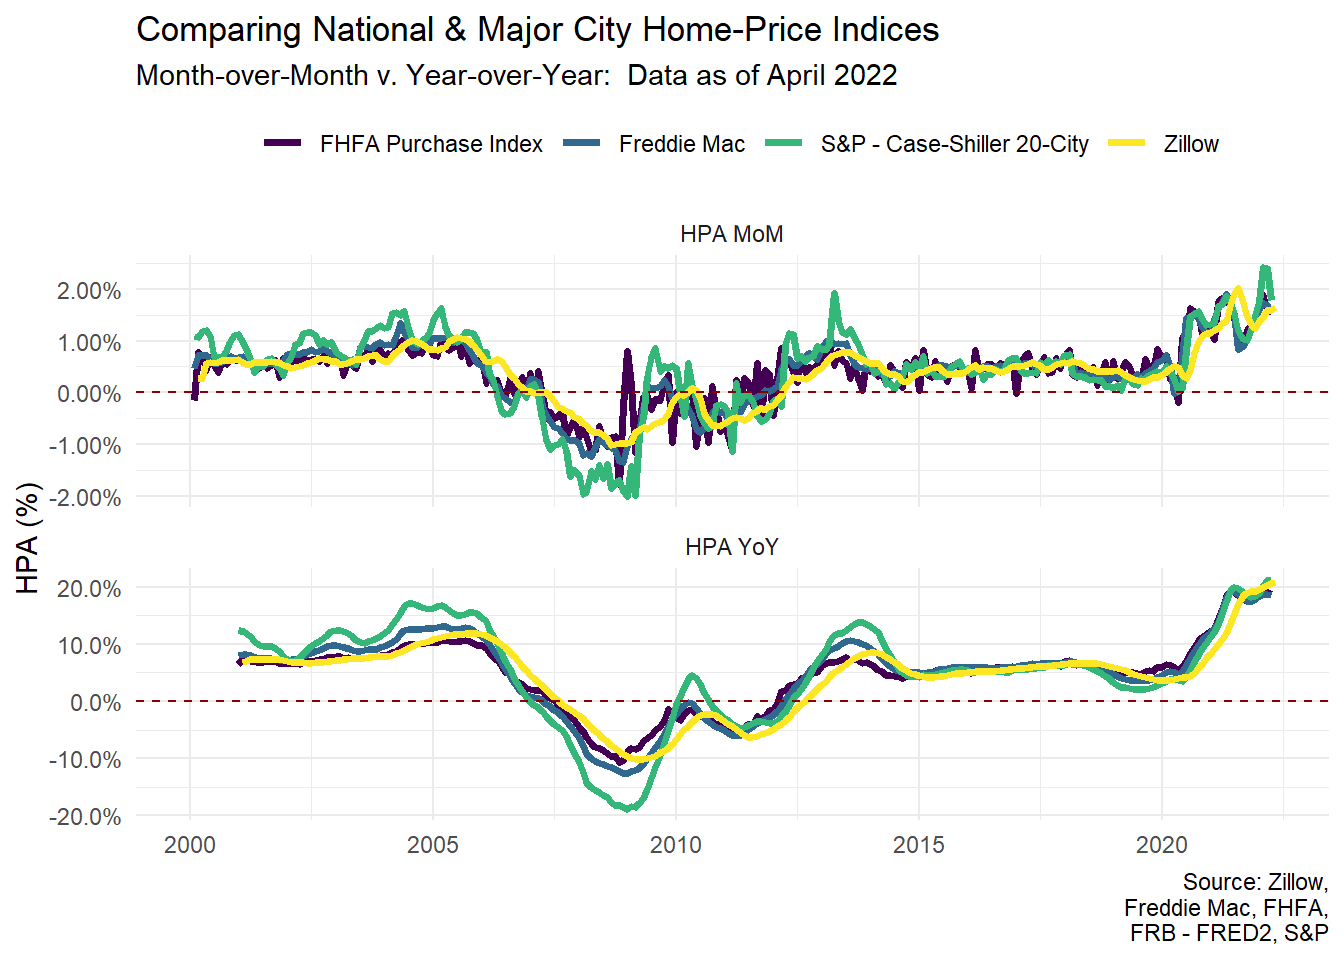 Comparing National & Major City Home-Price Indices
Month-over-Month v. Year-over-Year:  Data as of April 2022
FHFA Purchase Index
Freddie Mac
S&P - Case-Shiller 20-City
Zillow
HPA MoM
2.00%
1.00%
0.00%
-1.00%
-2.00%
HPA (%)
HPA YoY
20.0%
10.0%
0.0%
-10.0%
-20.0%
2000
2005
2010
2015
2020
Source: Zillow,
Freddie Mac, FHFA,
FRB - FRED2, S&P